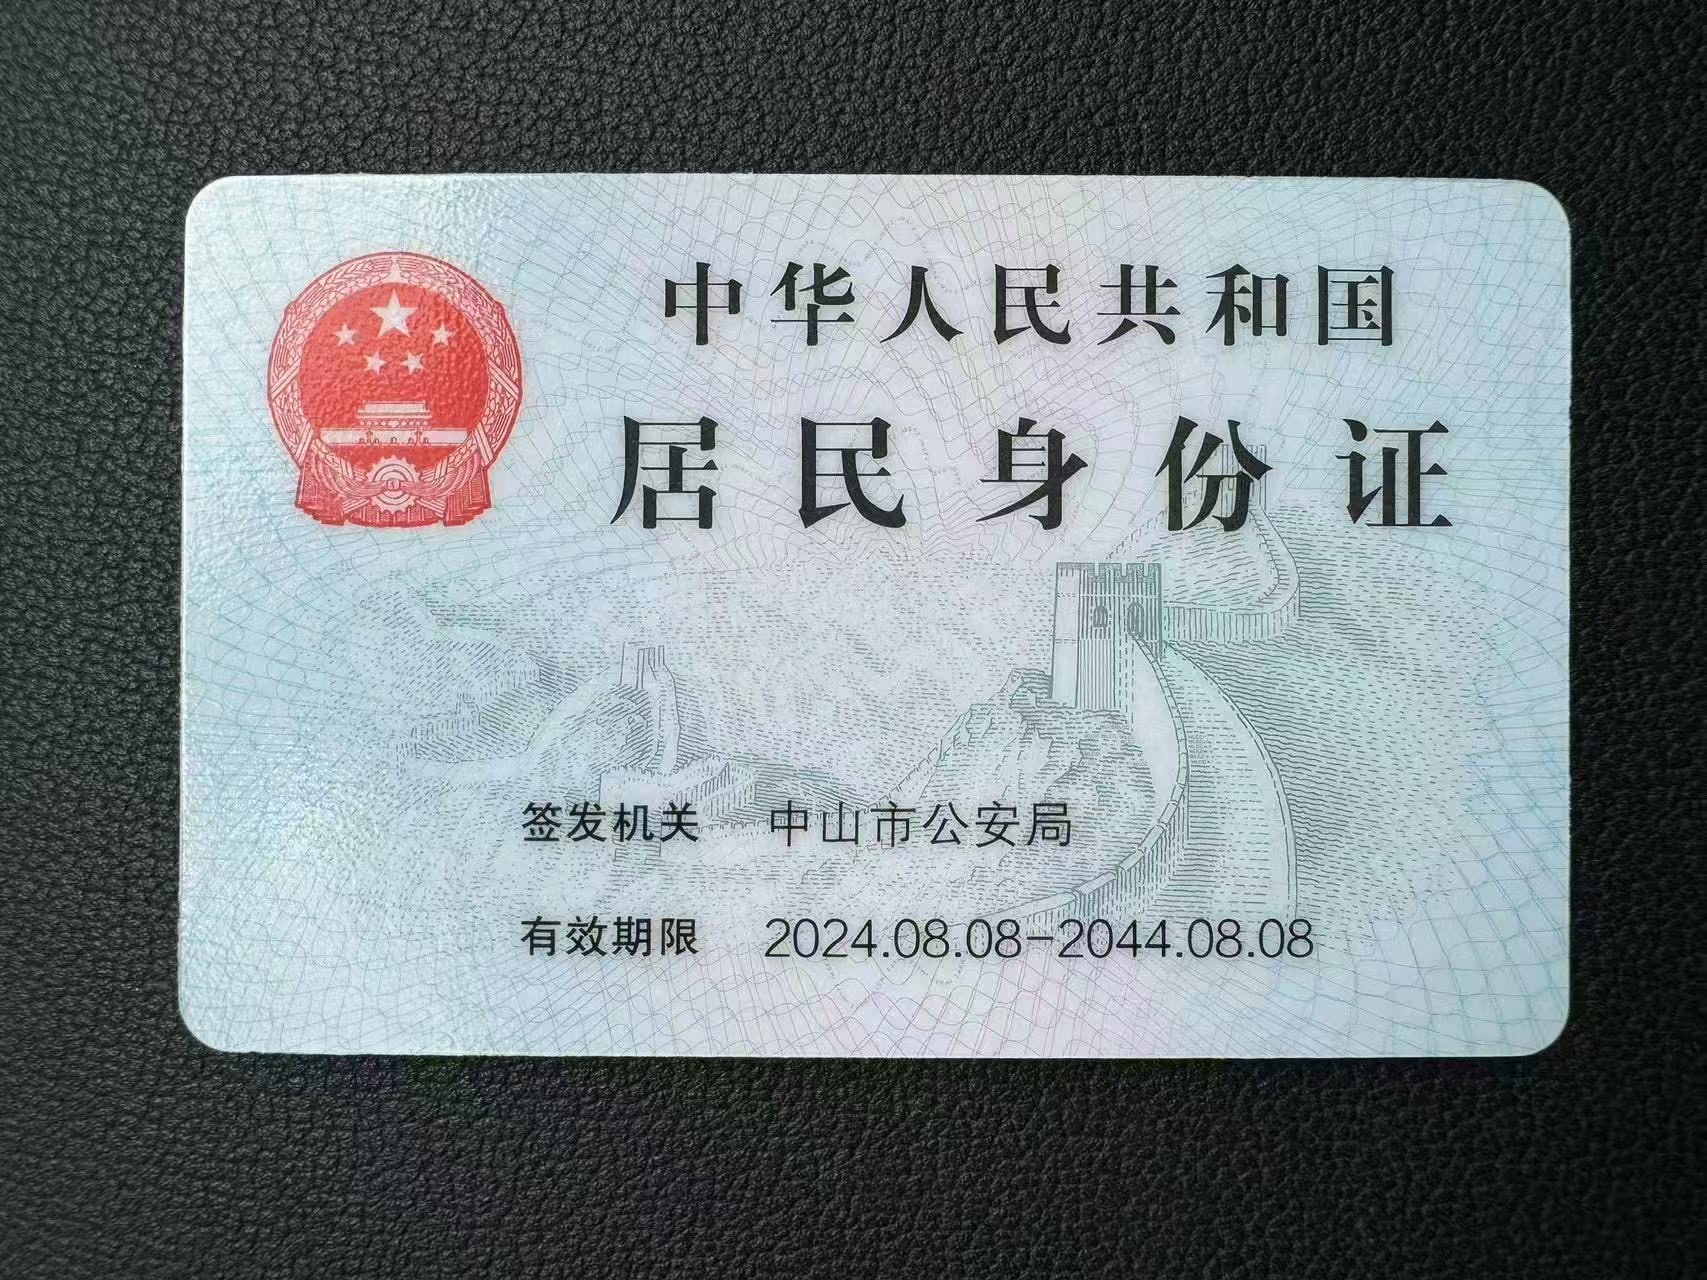 中华人民共和国
居民身份证
签发机关 中山市公安局
有效期限 2024.08.08-2044.08.08